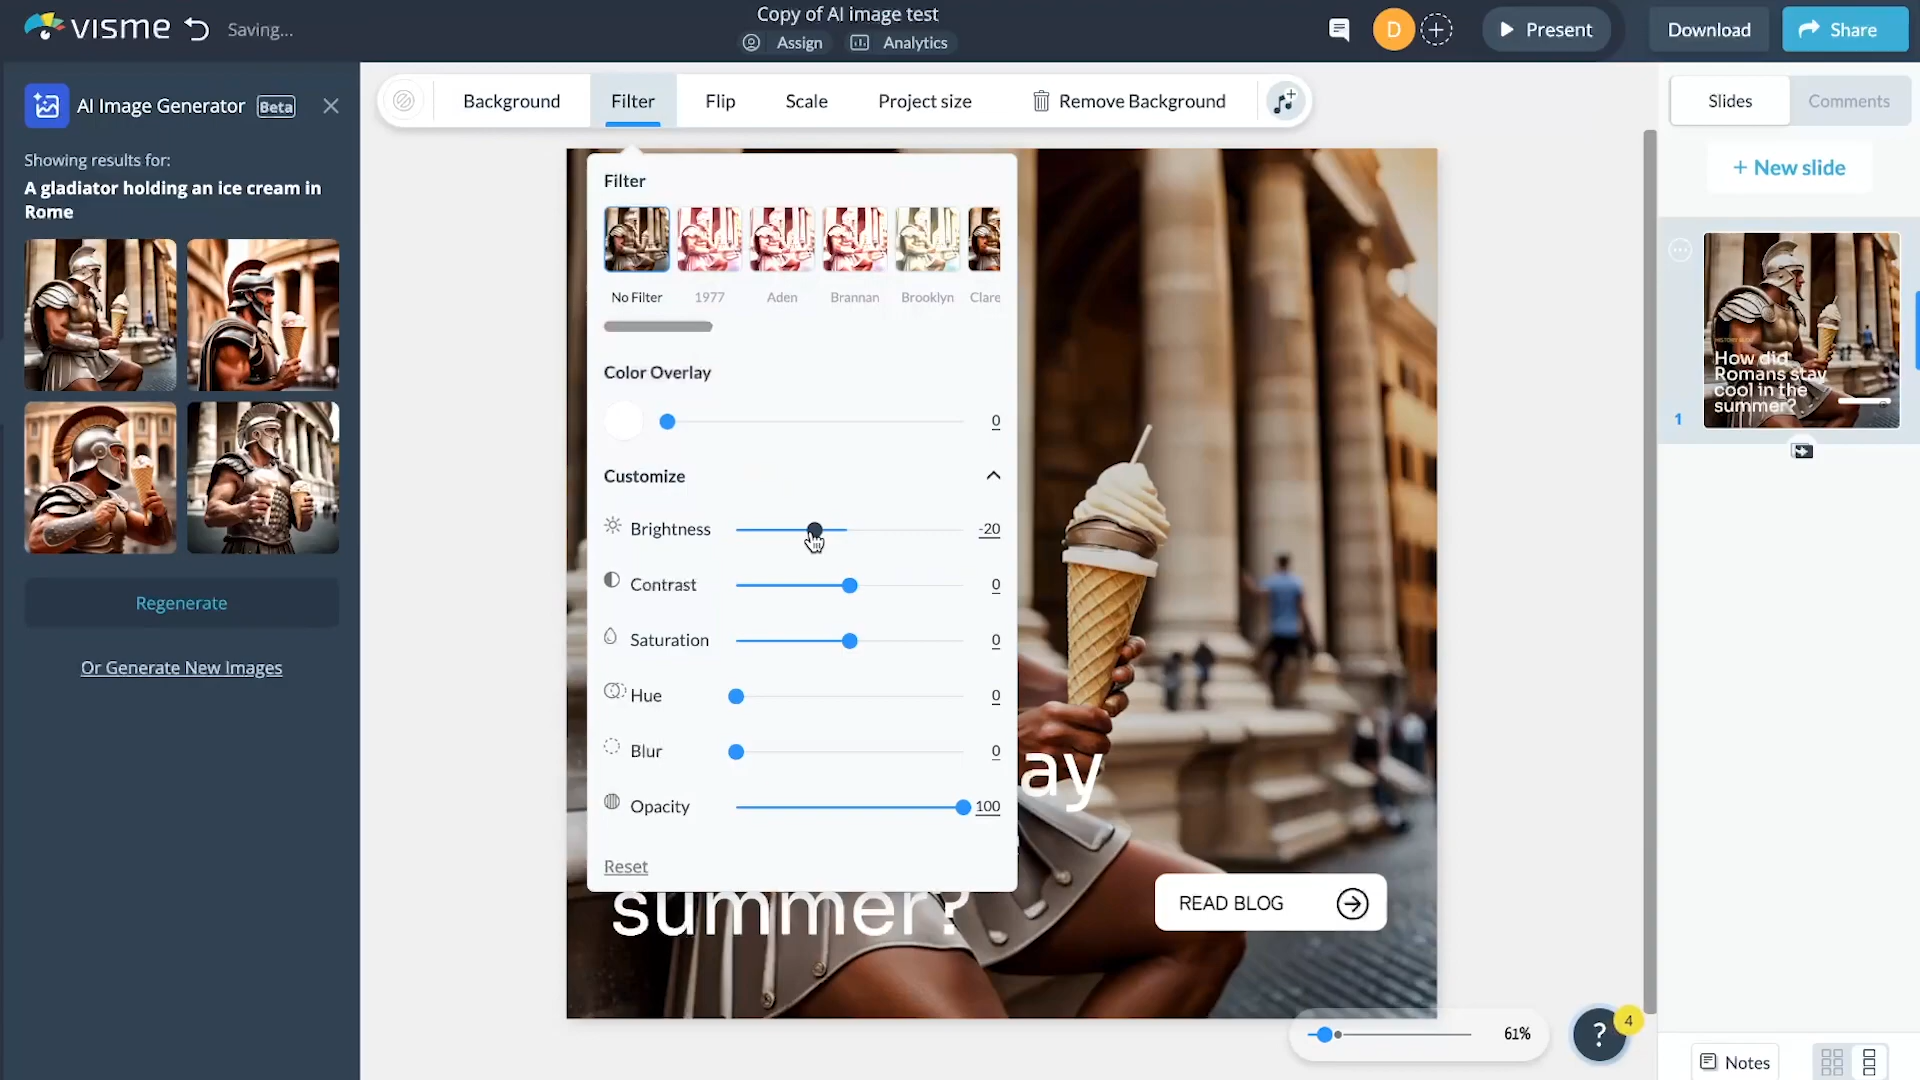 visme
Saving...
Copy of AI image test
Assign
Analytics
D
Present
Download
Share
AI Image Generator Beta
Showing results for:
A gladiator holding an ice cream in
Rome
Regenerate
Or Generate New Images
Background
Filter
Flip
Scale
Project size
Remove Background
Filter
No Filter
1977
Aden
Brannan
Brooklyn
Clare
Color Overlay
0
Customize
Brightness
-20
Contrast
0
Saturation
0
Hue
0
Blur
0
Opacity
100
Reset
ay
summer?
READ BLOG
61%
?
4
Slides
Comments
+ New slide
How did
Romans stay
cool in the
summer?
1
Notes